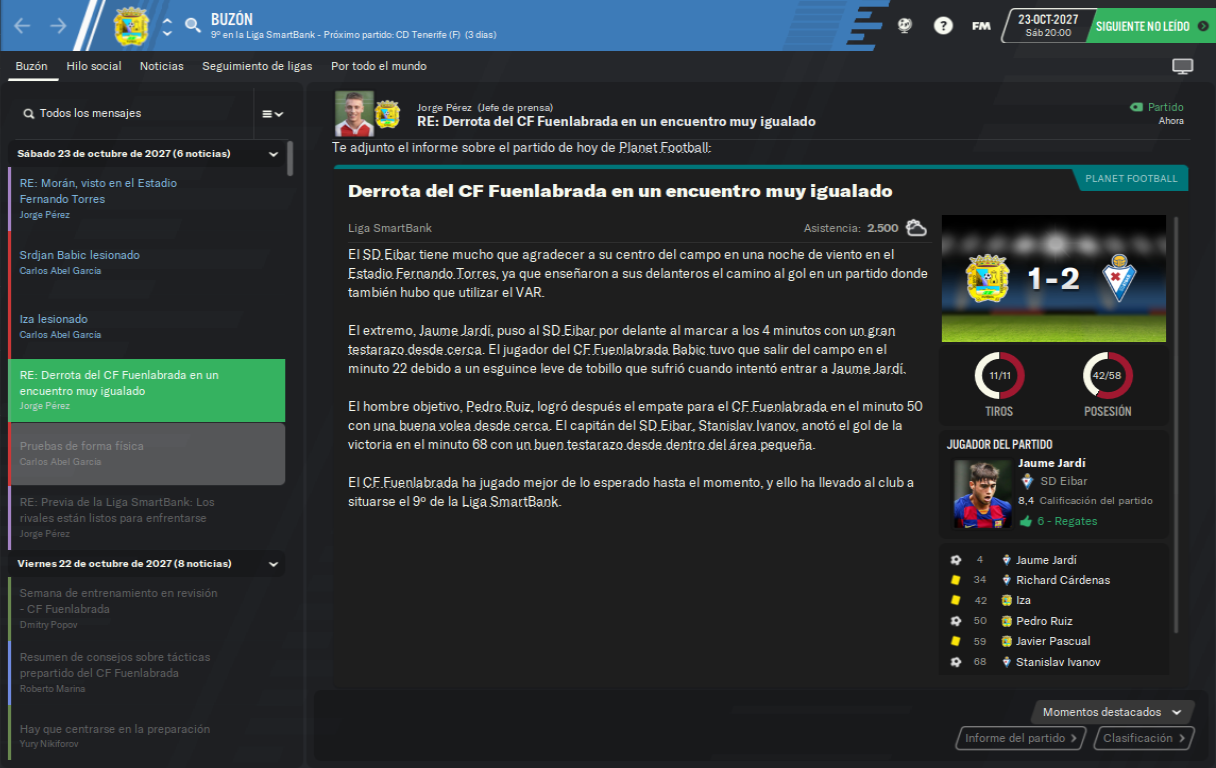 BUZÓN
9º en la Liga SmartBank - Próximo partido: CD Tenerife (F) (3 días)
?
FM
23-OCT-2027
Sáb 20:00
SIGUIENTE NO LEÍDO
Buzón
Hilo social
Noticias
Seguimiento de ligas
Por todo el mundo
Todos los mensajes
Sábado 23 de octubre de 2027 (6 noticias)
RE: Morán, visto en el Estadio
Fernando Torres
Jorge Pérez
Srdjan Babic lesionado
Carlos Abel García
Iza lesionado
Carlos Abel García
RE: Derrota del CF Fuenlabrada en un
encuentro muy igualado
Jorge Pérez
Pruebas de forma física
Carlos Abel García
RE: Previa de la Liga SmartBank: Los
rivales están listos para enfrentarse
Jorge Pérez
Viernes 22 de octubre de 2027 (8 noticias)
Semana de entrenamiento en revisión
- CF Fuenlabrada
Dmitry Popov
Resumen de consejos sobre tácticas
prepartido del CF Fuenlabrada
Roberto Marina
Hay que centrarse en la preparación
Yury Nikiforov
Jorge Pérez (Jefe de prensa)
RE: Derrota del CF Fuenlabrada en un encuentro muy igualado
Partido
Ahora
Te adjunto el informe sobre el partido de hoy de Planet Football:
PLANET FOOTBALL
Derrota del CF Fuenlabrada en un encuentro muy igualado
Liga SmartBank
Asistencia: 2.500
El SD Eibar tiene mucho que agradecer a su centro del campo en una noche de viento en el
Estadio Fernando Torres, ya que enseñaron a sus delanteros el camino al gol en un partido donde
también hubo que utilizar el VAR.
El extremo, Jaume Jardí, puso al SD Eibar por delante al marcar a los 4 minutos con un gran
testarazo desde cerca. El jugador del CF Fuenlabrada Babic tuvo que salir del campo en el
minuto 22 debido a un esguince leve de tobillo que sufrió cuando intentó entrar a Jaume Jardí.
El hombre objetivo, Pedro Ruiz, logró después el empate para el CF Fuenlabrada en el minuto 50
con una buena volea desde cerca. El capitán del SD Eibar, Stanislav Ivanov, anotó el gol de la
victoria en el minuto 68 con un buen testarazo desde dentro del área pequeña.
El CF Fuenlabrada ha jugado mejor de lo esperado hasta el momento, y ello ha llevado al club a
situarse el 9º de la Liga SmartBank.
1-2
11/11
TIROS
42/58
POSESIÓN
JUGADOR DEL PARTIDO
Jaume Jardí
SD Eibar
8,4 Calificación del partido
6 - Regates
4 Jaume Jardí
34 Richard Cárdenas
42 Iza
50 Pedro Ruiz
59 Javier Pascual
68 Stanislav Ivanov
Momentos destacados
Informe del partido
Clasificación